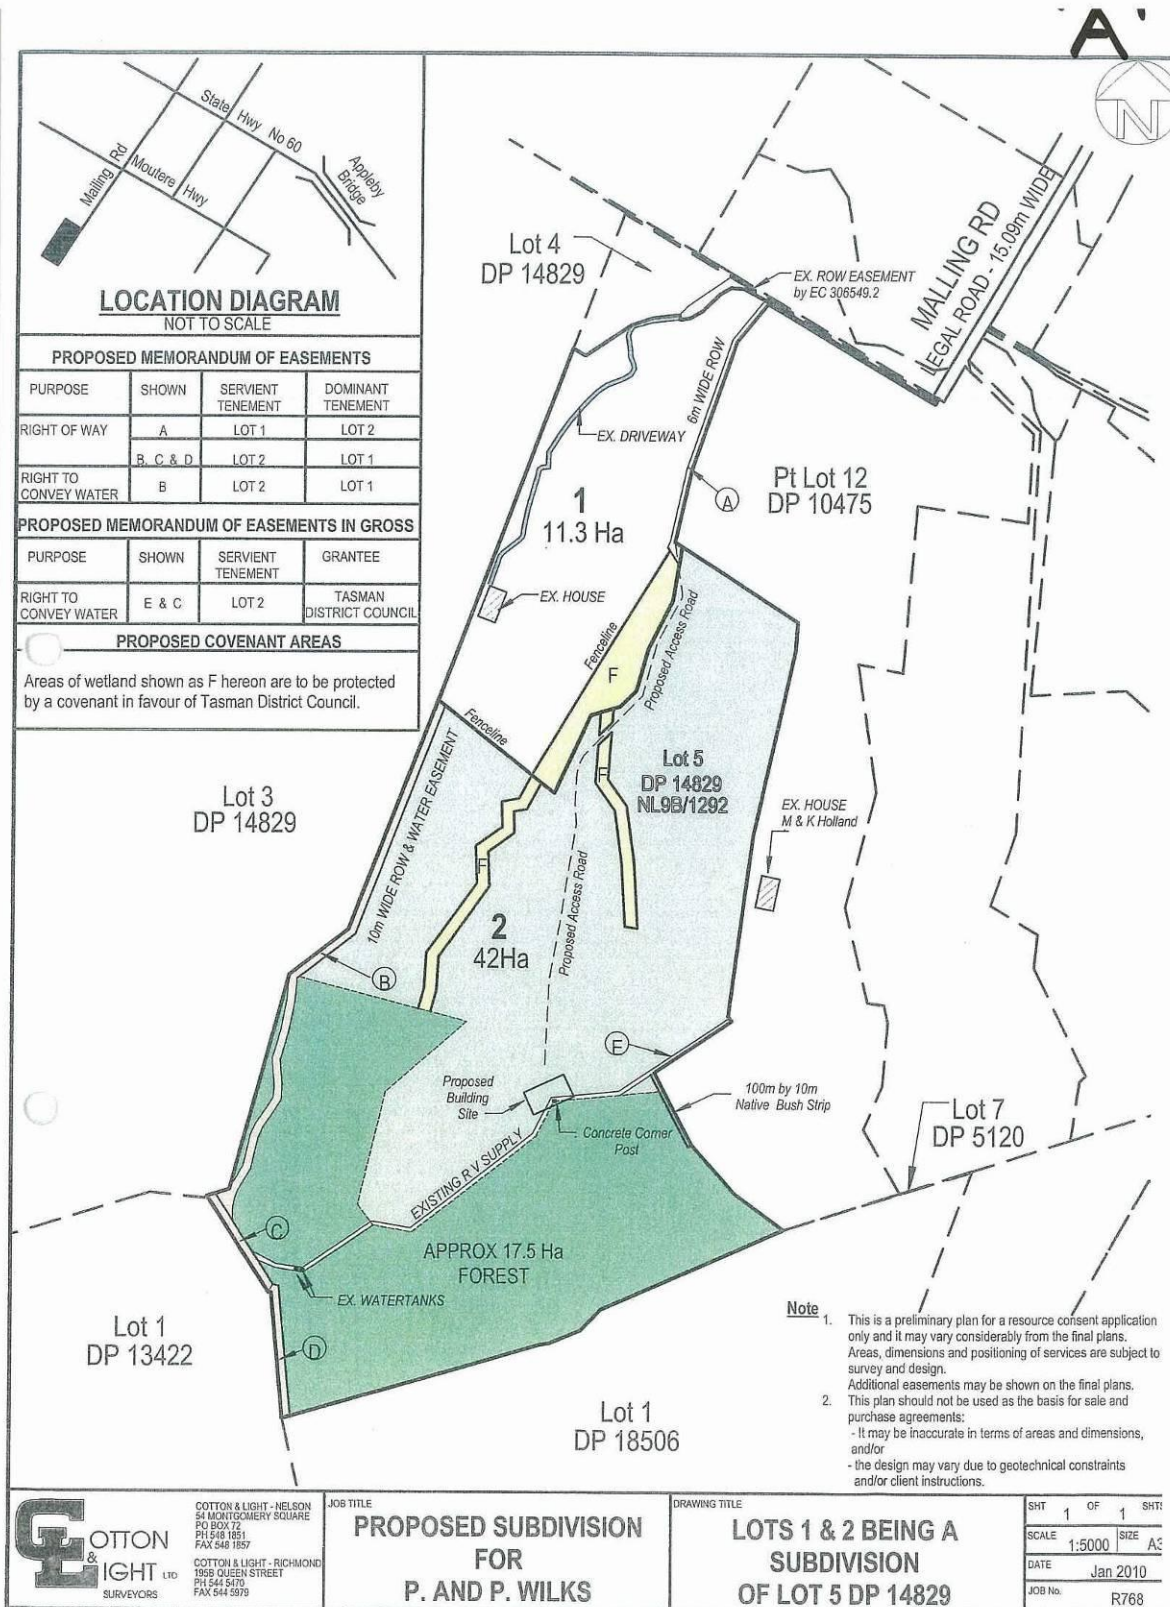 A
State Hwy No 60
Malling Rd
Moutere Hwy
Appleby
Bridge
LOCATION DIAGRAM
NOT TO SCALE
PROPOSED MEMORANDUM OF EASEMENTS
PURPOSE SHOWN SERVIENT TENEMENT DOMINANT TENEMENT
RIGHT OF WAY A LOT 1 LOT 2
B, C & D LOT 2 LOT 1
RIGHT TO CONVEY WATER B LOT 2 LOT 1
PROPOSED MEMORANDUM OF EASEMENTS IN GROSS
PURPOSE SHOWN SERVIENT TENEMENT GRANTEE
RIGHT TO CONVEY WATER E & C LOT 2 TASMAN DISTRICT COUNCIL
PROPOSED COVENANT AREAS
Areas of wetland shown as F hereon are to be protected
by a covenant in favour of Tasman District Council.
N
Lot 4
DP 14829
EX. ROW EASEMENT
by EC 306549.2
MALLING RD
LEGAL ROAD - 15.09m WIDE
6m WIDE ROW
EX. DRIVEWAY
A
Pt Lot 12
DP 10475
1
11.3 Ha
EX. HOUSE
Fenceline
Proposed Access Road
F
Fenceline
Lot 5
DP 14829
NL9B/1292
F
Lot 3
DP 14829
10m WIDE ROW & WATER EASEMENT
EX. HOUSE
M & K Holland
F
Proposed Access Road
2
42Ha
B
E
Proposed
Building
Site
100m by 10m
Native Bush Strip
Concrete Corner
Post
Lot 7
DP 5120
EXISTING R V SUPPLY
C
APPROX 17.5 Ha
FOREST
EX. WATERTANKS
D
Lot 1
DP 13422
Lot 1
DP 18506
Note
1. This is a preliminary plan for a resource consent application
only and it may vary considerably from the final plans.
Areas, dimensions and positioning of services are subject to
survey and design.
Additional easements may be shown on the final plans.
2. This plan should not be used as the basis for sale and
purchase agreements:
- It may be inaccurate in terms of areas and dimensions,
and/or
- the design may vary due to geotechnical constraints
and/or client instructions.
COTTON
&
LIGHT LTD
SURVEYORS
COTTON & LIGHT - NELSON
54 MONTGOMERY SQUARE
PO BOX 72
PH 548 1851
FAX 548 1857
COTTON & LIGHT - RICHMOND
195B QUEEN STREET
PH 544 5470
FAX 544 5979
JOB TITLE
PROPOSED SUBDIVISION
FOR
P. AND P. WILKS
DRAWING TITLE
LOTS 1 & 2 BEING A
SUBDIVISION
OF LOT 5 DP 14829
SHT 1 OF 1 SHTS
SCALE 1:5000 SIZE A3
DATE Jan 2010
JOB No. R768